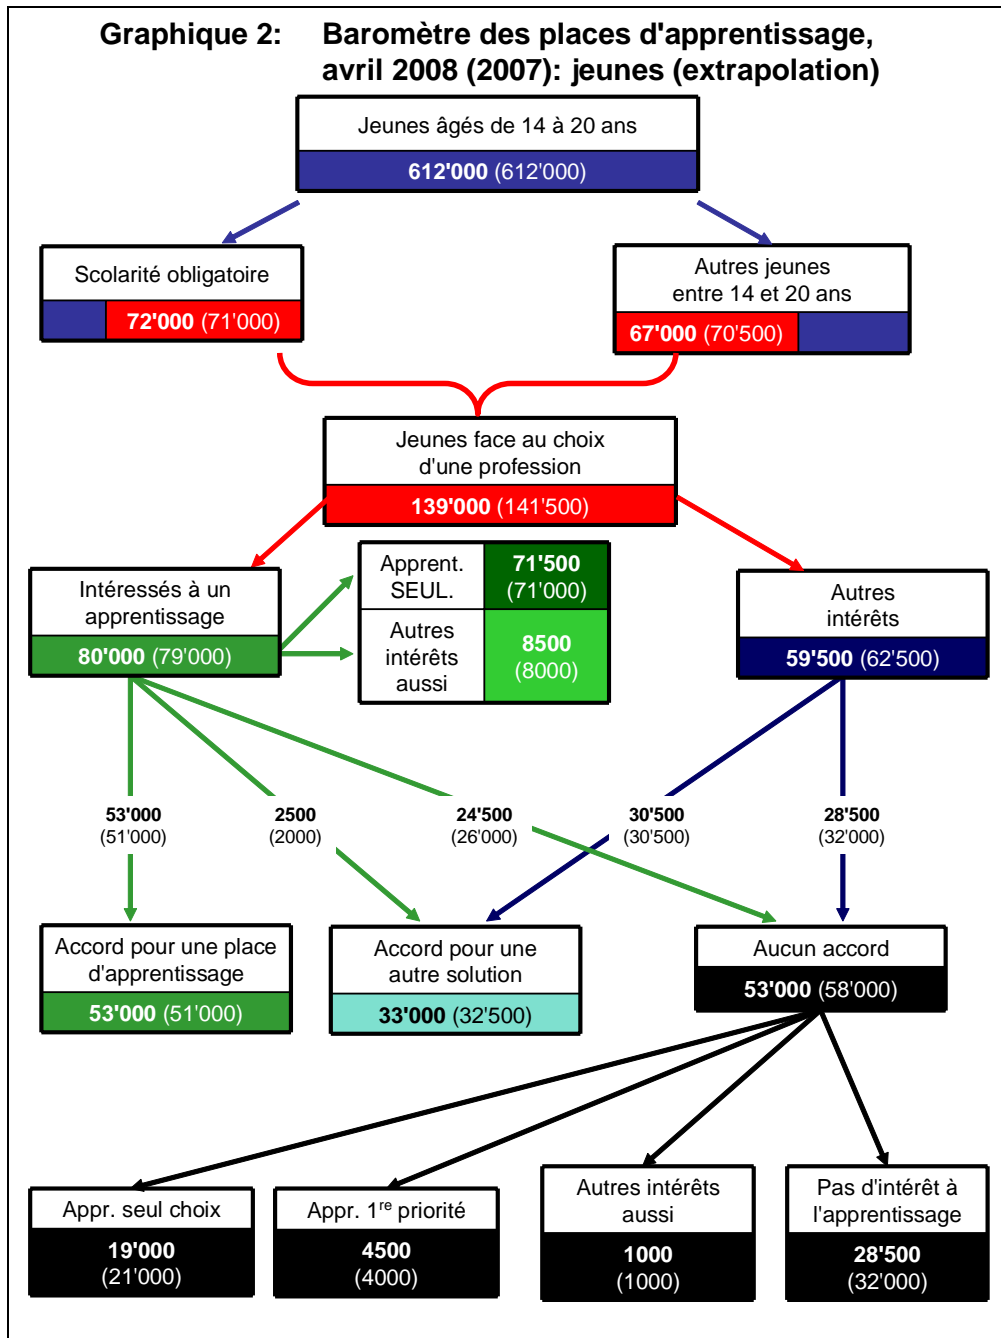 Graphique 2: Baromètre des places d'apprentissage,
avril 2008 (2007): jeunes (extrapolation)
Jeunes âgés de 14 à 20 ans
612'000 (612'000)
Scolarité obligatoire
72'000 (71'000)
Autres jeunes
entre 14 et 20 ans
67'000 (70'500)
Jeunes face au choix
d'une profession
139'000 (141'500)
Intéressés à un
apprentissage
80'000 (79'000)
Apprent.
SEUL.
71'500
(71'000)
Autres
intérêts
aussi
8500
(8000)
Autres
intérêts
59'500 (62'500)
53'000
(51'000)
2500
(2000)
24'500
(26'000)
30'500
(30'500)
28'500
(32'000)
Accord pour une place
d'apprentissage
53'000 (51'000)
Accord pour une
autre solution
33'000 (32'500)
Aucun accord
53'000 (58'000)
Appr. seul choix
19'000
(21'000)
Appr. 1re priorité
4500
(4000)
Autres intérêts
aussi
1000
(1000)
Pas d'intérêt à
l'apprentissage
28'500
(32'000)